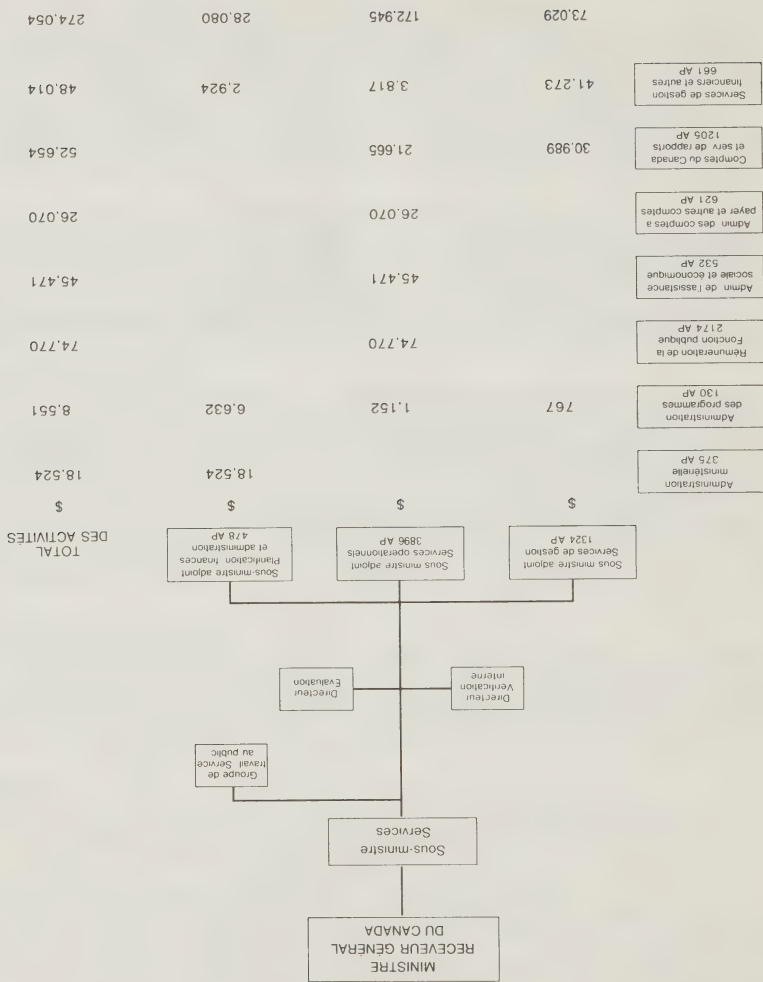 MINISTRE
RECEVEUR GÉNÉRAL
DU CANADA
Sous-ministre
Services
Groupe de
travail Service
au public
Directeur
Vérification
interne
Directeur
Evaluation
Sous ministre adjoint
Services de gestion
1324 AP
Sous ministre adjoint
Services operationnels
3896 AP
Sous-ministre adjoint
Planification finances
et administration
478 AP
TOTAL
DES ACTIVITÉS
$ $ $ $
Administration
ministérielle
375 AP
18.524 18.524
Administration
des programmes
130 AP
767 1.152 6.632 8.551
Rémuneration de la
Fonction publique
2174 AP
74.770 74.770
Admin de l'assistance
sociale et économique
532 AP
45.471 45.471
Admin des comptes a
payer et autres comptes
621 AP
26.070 26.070
Comptes du Canada
et serv de rapports
1205 AP
30.989 21.665 52.654
Services de gestion
financiers et autres
661 AP
41.273 3.817 2.924 48.014
73.029 172.945 28.080 274.054